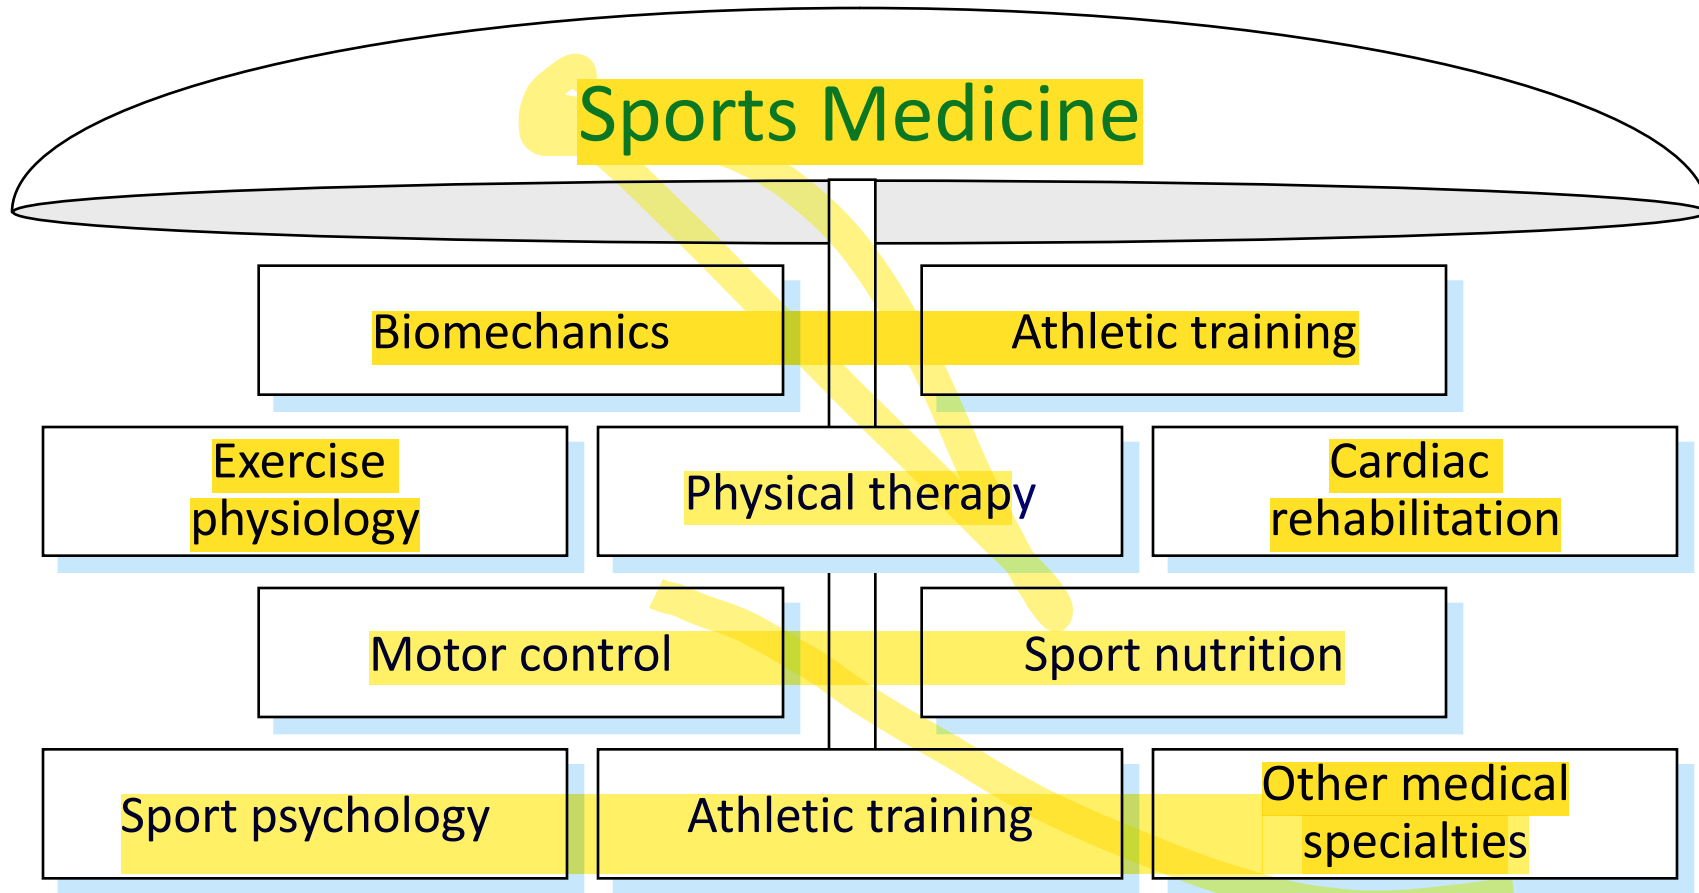 Sports Medicine
Biomechanics
Athletic training
Exercise
physiology
Physical therapy
Cardiac
rehabilitation
Motor control
Sport nutrition
Sport psychology
Athletic training
Other medical
specialties